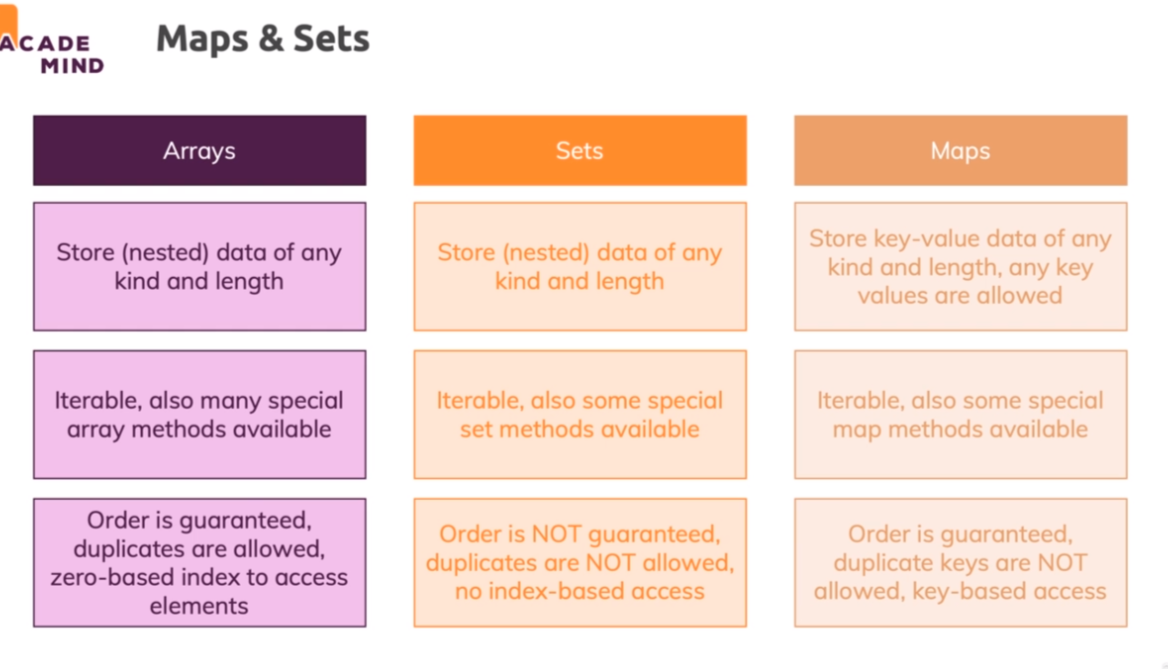 ACADE
MIND
Maps & Sets
Arrays
Store (nested) data of any
kind and length
Iterable, also many special
array methods available
Order is guaranteed,
duplicates are allowed,
zero-based index to access
elements
Sets
Store (nested) data of any
kind and length
Iterable, also some special
set methods available
Order is NOT guaranteed,
duplicates are NOT allowed,
no index-based access
Maps
Store key-value data of any
kind and length, any key
values are allowed
Iterable, also some special
map methods available
Order is guaranteed,
duplicate keys are NOT
allowed, key-based access